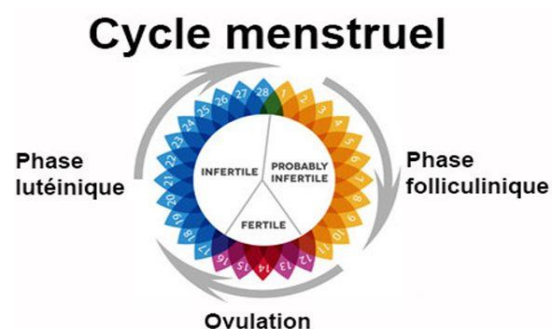 Cycle menstruel
28
1
2
3
4
5
6
7
8
9
10
11
12
13
14
15
16
17
18
19
20
21
22
23
24
25
26
27
Phase
lutéinique
INFERTILE
PROBABLY
INFERTILE
FERTILE
Phase
folliculinique
Ovulation